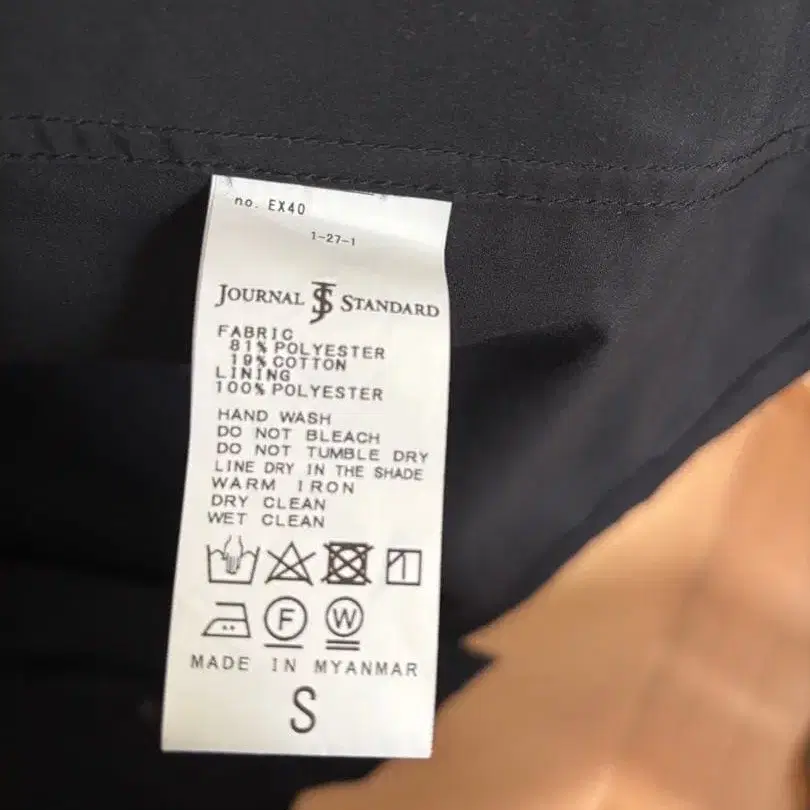 no. EX40
1-27-1
JOURNAL JS STANDARD
FABRIC
81% POLYESTER
19% COTTON
LINING
100% POLYESTER
HAND WASH
DO NOT BLEACH
DO NOT TUMBLE DRY
LINE DRY IN THE SHADE
WARM IRON
DRY CLEAN
WET CLEAN
F W
MADE IN MYANMAR
S